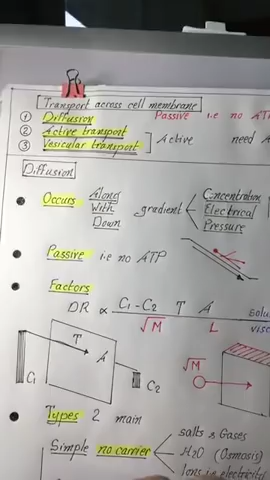 Transport across cell membrane
① Diffusion Passive i.e no AT
② Active transport
③ Vesicular transport ] Active need A
Diffusion
• Occurs Along With Down gradient Concentration Electrical Pressure
• Passive i.e no ATP
• Factors
DR ∝ C1 - C2 T A solu
√M L visc
T A √M
C1 C2
• Types 2 main
Simple no carrier salts & Gases
H2O (Osmosis)
Ions in electricity